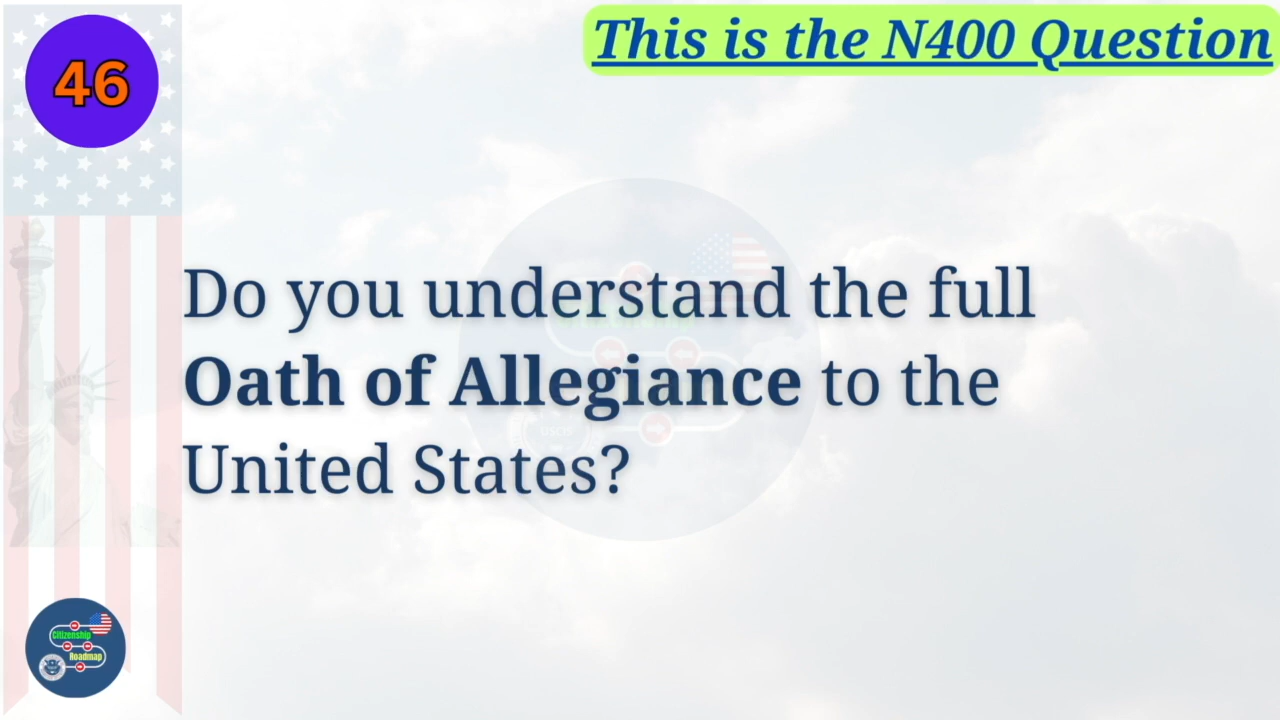 46
This is the N400 Question
Do you understand the full
Oath of Allegiance to the
United States?
Citizenship
Roadmap